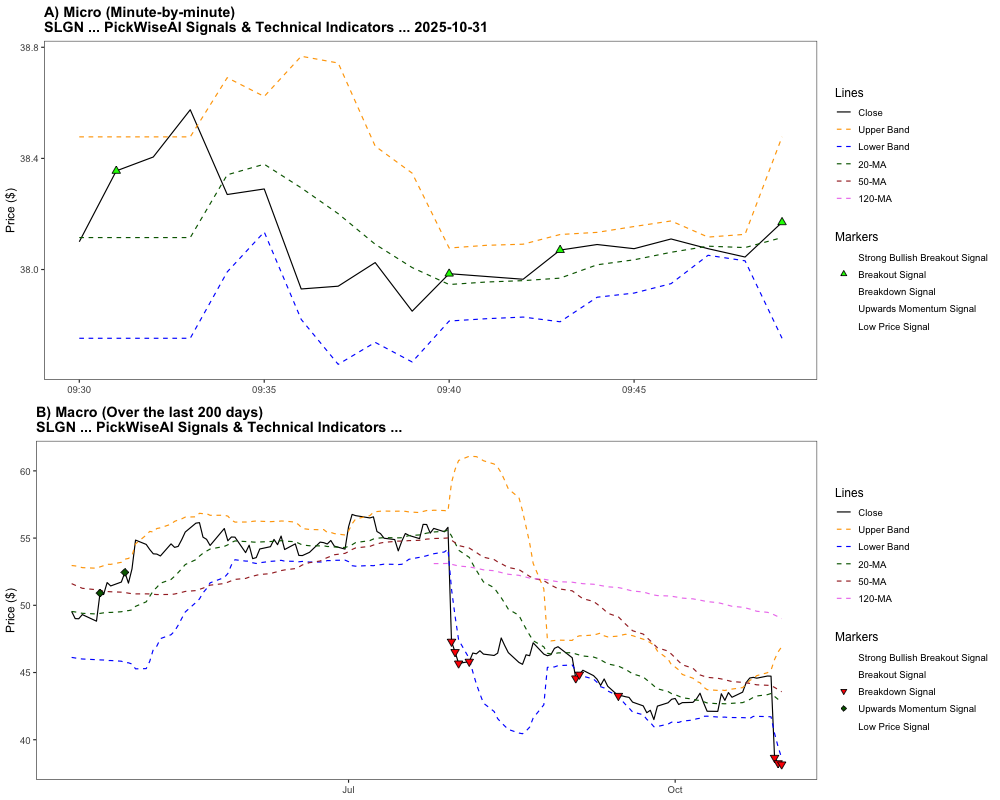 A) Micro (Minute-by-minute)
SLGN ... PickWiseAI Signals & Technical Indicators ... 2025-10-31
Price ($)
38.8
38.4
38.0
09:30
09:35
09:40
09:45
Lines
Close
Upper Band
Lower Band
20-MA
50-MA
120-MA
Markers
Strong Bullish Breakout Signal
Breakout Signal
Breakdown Signal
Upwards Momentum Signal
Low Price Signal
B) Macro (Over the last 200 days)
SLGN ... PickWiseAI Signals & Technical Indicators ...
Price ($)
60
55
50
45
40
Jul
Oct
Lines
Close
Upper Band
Lower Band
20-MA
50-MA
120-MA
Markers
Strong Bullish Breakout Signal
Breakout Signal
Breakdown Signal
Upwards Momentum Signal
Low Price Signal